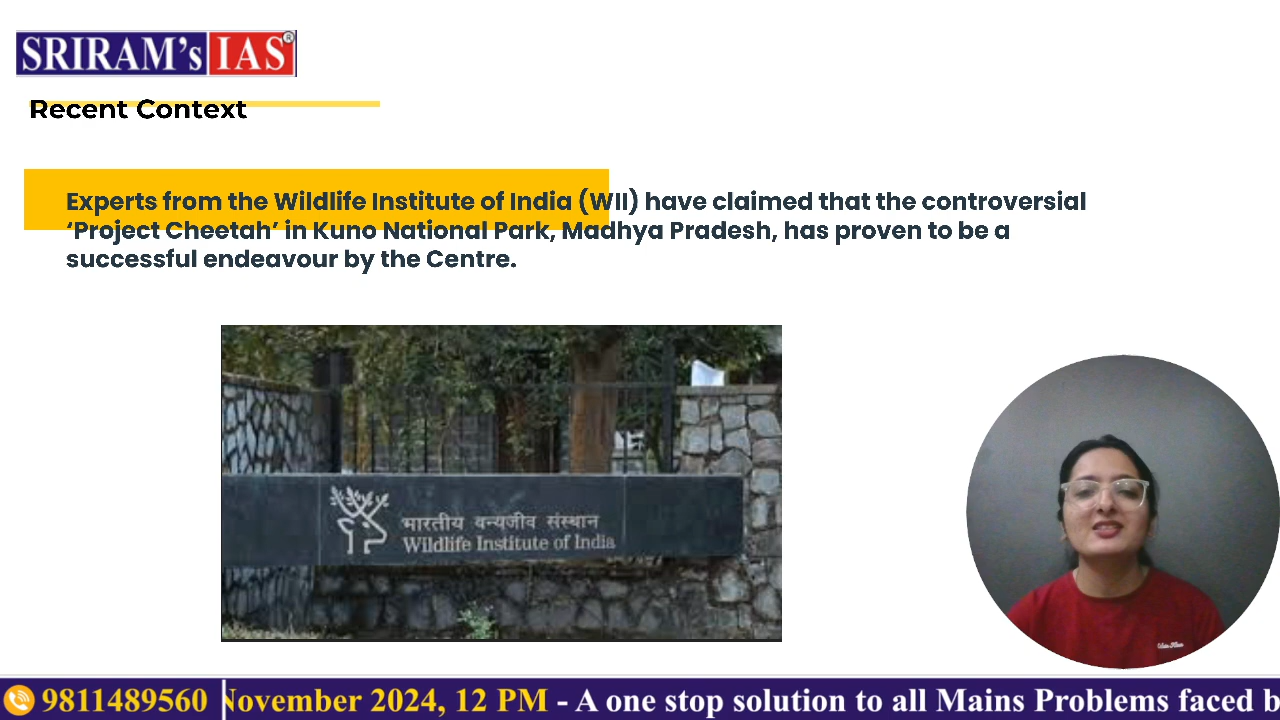 SRIRAM's IAS®
Recent Context
Experts from the Wildlife Institute of India (WII) have claimed that the controversial
‘Project Cheetah’ in Kuno National Park, Madhya Pradesh, has proven to be a
successful endeavour by the Centre.
भारतीय वन्यजीव संस्थान
Wildlife Institute of India
9811489560 November 2024, 12 PM - A one stop solution to all Mains Problems faced b